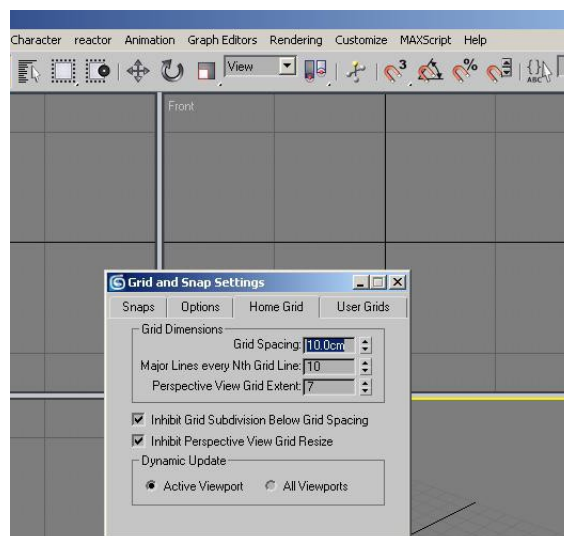 Character reactor Animation Graph Editors Rendering Customize MAXScript Help
View 3 % {} ABC
Front
Grid and Snap Settings
Snaps Options Home Grid User Grids
Grid Dimensions
Grid Spacing: 10.0cm
Major Lines every Nth Grid Line: 10
Perspective View Grid Extent: 7
Inhibit Grid Subdivision Below Grid Spacing
Inhibit Perspective View Grid Resize
Dynamic Update
Active Viewport All Viewports